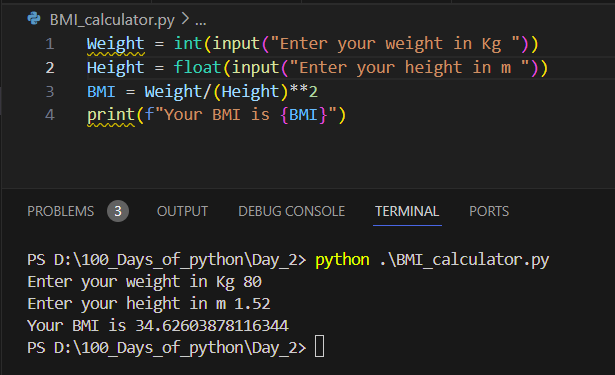 BMI_calculator.py > ...
1 Weight = int(input("Enter your weight in Kg "))
2 Height = float(input("Enter your height in m "))
3 BMI = Weight/(Height)**2
4 print(f"Your BMI is {BMI}")
PROBLEMS 3 OUTPUT DEBUG CONSOLE TERMINAL PORTS
PS D:\100_Days_of_python\Day_2> python .\BMI_calculator.py
Enter your weight in Kg 80
Enter your height in m 1.52
Your BMI is 34.62603878116344
PS D:\100_Days_of_python\Day_2>